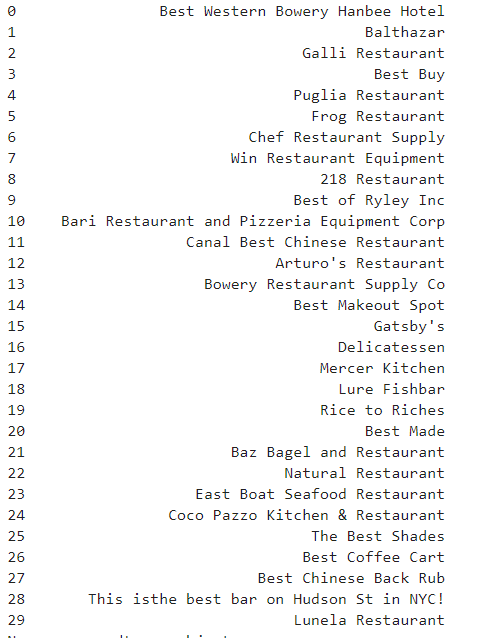 0 Best Western Bowery Hanbee Hotel
1 Balthazar
2 Galli Restaurant
3 Best Buy
4 Puglia Restaurant
5 Frog Restaurant
6 Chef Restaurant Supply
7 Win Restaurant Equipment
8 218 Restaurant
9 Best of Ryley Inc
10 Bari Restaurant and Pizzeria Equipment Corp
11 Canal Best Chinese Restaurant
12 Arturo's Restaurant
13 Bowery Restaurant Supply Co
14 Best Makeout Spot
15 Gatsby's
16 Delicatessen
17 Mercer Kitchen
18 Lure Fishbar
19 Rice to Riches
20 Best Made
21 Baz Bagel and Restaurant
22 Natural Restaurant
23 East Boat Seafood Restaurant
24 Coco Pazzo Kitchen & Restaurant
25 The Best Shades
26 Best Coffee Cart
27 Best Chinese Back Rub
28 This isthe best bar on Hudson St in NYC!
29 Lunela Restaurant